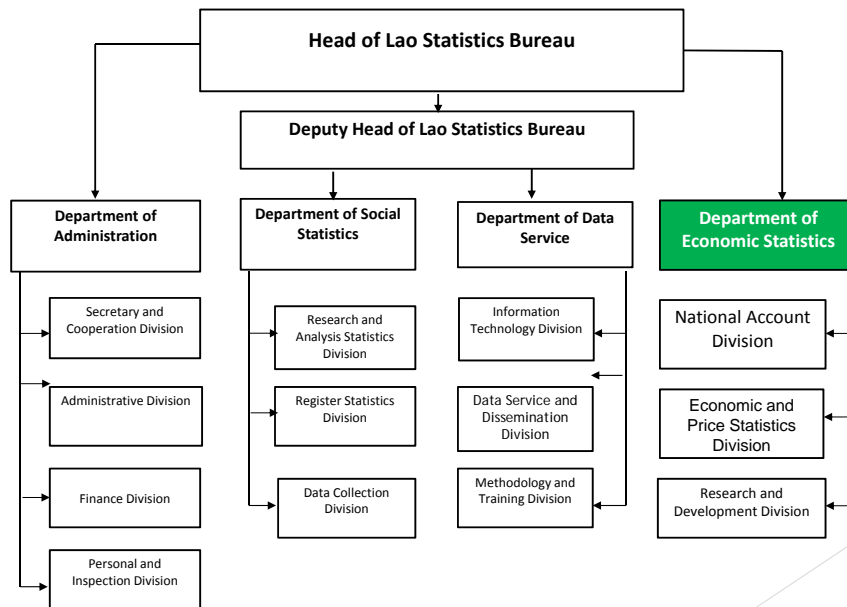 Head of Lao Statistics Bureau
Deputy Head of Lao Statistics Bureau
Department of
Administration
Department of Social
Statistics
Department of Data
Service
Department of
Economic Statistics
Secretary and
Cooperation Division
Administrative Division
Finance Division
Personal and
Inspection Division
Research and
Analysis Statistics
Division
Register Statistics
Division
Data Collection
Division
Information
Technology Division
Data Service and
Dissemination
Division
Methodology and
Training Division
National Account
Division
Economic and
Price Statistics
Division
Research and
Development Division